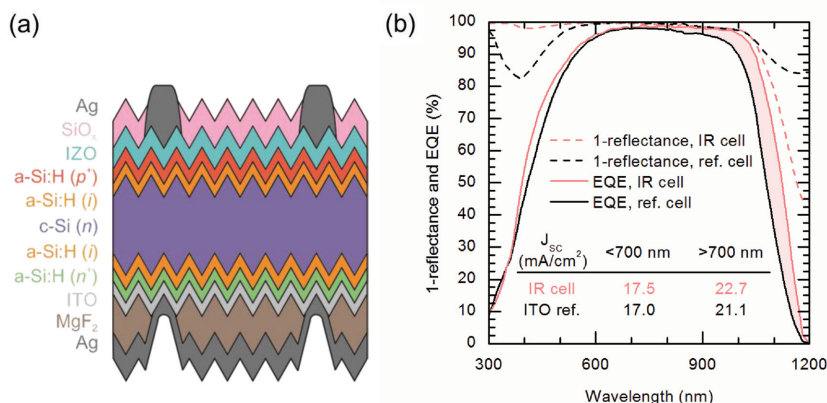 (a)
Ag
SiOₓ
IZO
a-Si:H (p⁺)
a-Si:H (i)
c-Si (n)
a-Si:H (i)
a-Si:H (n⁺)
ITO
MgF₂
Ag
(b)
1-reflectance and EQE (%)
100
90
80
70
60
50
40
30
20
10
0
1-reflectance, IR cell
1-reflectance, ref. cell
EQE, IR cell
EQE, ref. cell
J_SC (mA/cm²) <700 nm >700 nm
IR cell 17.5 22.7
ITO ref. 17.0 21.1
300 600 900 1200
Wavelength (nm)